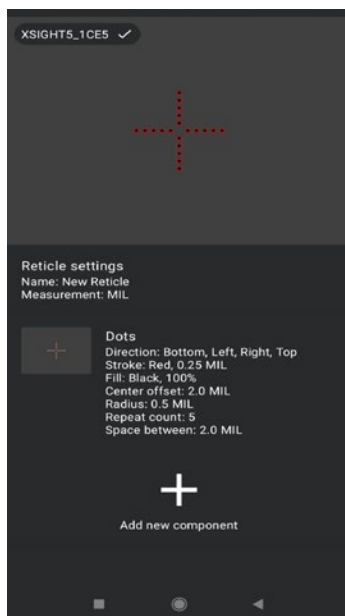 XSIGHT5_1CE5
Reticle settings
Name: New Reticle
Measurement: MIL
Dots
Direction: Bottom, Left, Right, Top
Stroke: Red, 0.25 MIL
Fill: Black, 100%
Center offset: 2.0 MIL
Radius: 0.5 MIL
Repeat count: 5
Space between: 2.0 MIL
Add new component